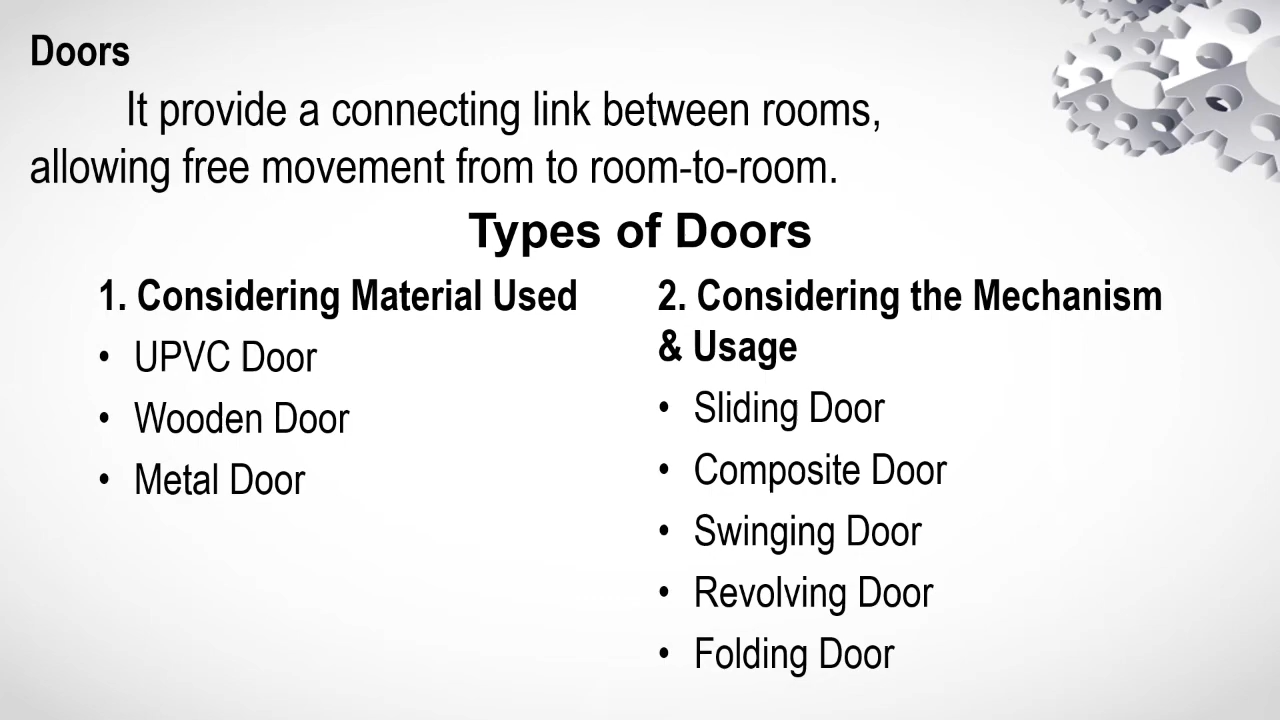 Doors
It provide a connecting link between rooms,
allowing free movement from to room-to-room.
Types of Doors
1. Considering Material Used
• UPVC Door
• Wooden Door
• Metal Door
2. Considering the Mechanism
& Usage
• Sliding Door
• Composite Door
• Swinging Door
• Revolving Door
• Folding Door